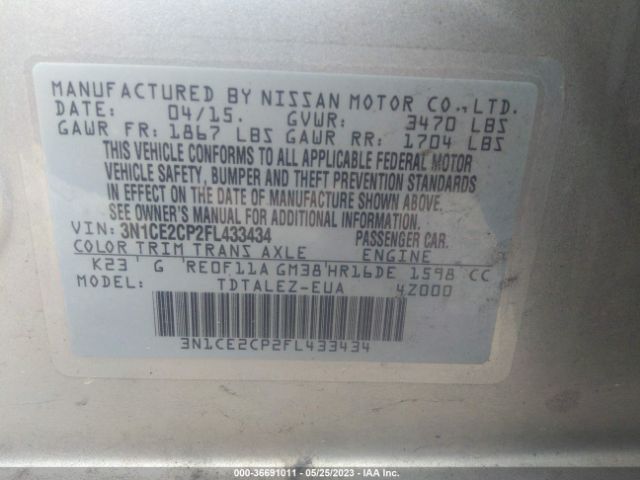 MANUFACTURED BY NISSAN MOTOR CO.,LTD.
DATE: 04/15. GVWR: 3470 LBS
GAWR FR: 1867 LBS GAWR RR: 1704 LBS
THIS VEHICLE CONFORMS TO ALL APPLICABLE FEDERAL MOTOR
VEHICLE SAFETY, BUMPER AND THEFT PREVENTION STANDARDS
IN EFFECT ON THE DATE OF MANUFACTURE SHOWN ABOVE.
SEE OWNER'S MANUAL FOR ADDITIONAL INFORMATION.
VIN: 3N1CE2CP2FL433434 PASSENGER CAR.
COLOR TRIM TRANS AXLE ENGINE
K23' G 'RE0F11A GM38'HR16DE 1598 CC
MODEL: TDTALEZ-EUA 4Z000
3N1CE2CP2FL433434
000-36691011 - 05/25/2023 - IAA Inc.